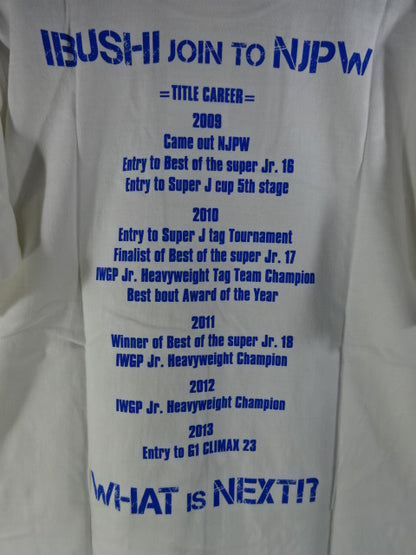 IBUSHI JOIN TO NJPW
=TITLE CAREER=
2009
Came out NJPW
Entry to Best of the super Jr. 16
Entry to Super J cup 5th stage
2010
Entry to Super J tag Tournament
Finalist of Best of the super Jr. 17
IWGP Jr. Heavyweight Tag Team Champion
Best bout Award of the Year
2011
Winner of Best of the super Jr. 18
IWGP Jr. Heavyweight Champion
2012
IWGP Jr. Heavyweight Champion
2013
Entry to G1 CLIMAX 23
WHAT IS NEXT!?